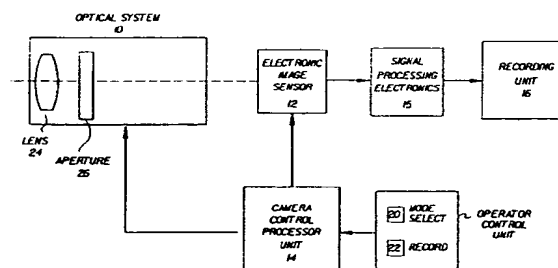 OPTICAL SYSTEM
10
LENS
24
APERTURE
26
ELECTRONIC
IMAGE
SENSOR
12
SIGNAL
PROCESSING
ELECTRONICS
15
RECORDING
UNIT
16
CAMERA
CONTROL
PROCESSOR
UNIT
14
20 MODE
SELECT
22 RECORD
OPERATOR
CONTROL
UNIT